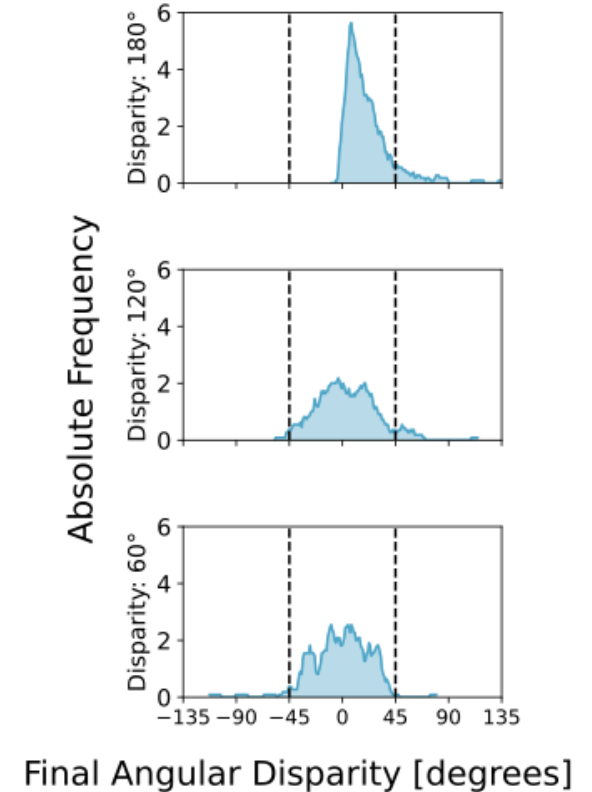 Absolute Frequency
Disparity: 180°
6
4
2
0
Disparity: 120°
6
4
2
0
Disparity: 60°
6
4
2
0
−135 −90 −45 0 45 90 135
Final Angular Disparity [degrees]